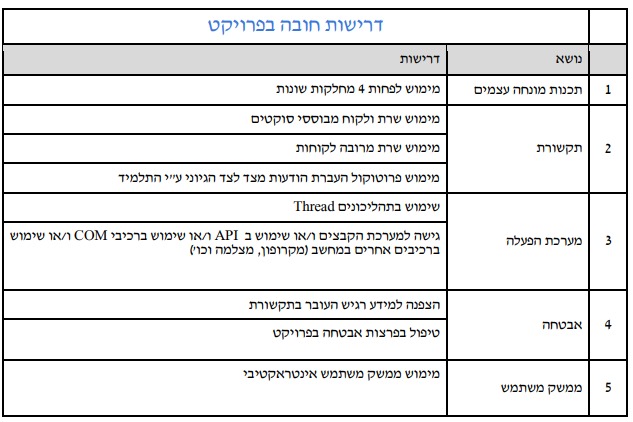 דרישות חובה בפרויקט
נושא דרישות
1 תכנות מונחה עצמים מימוש לפחות 4 מחלקות שונות
2 תקשורת מימוש שרת ולקוח מבוססי סוקטים
מימוש שרת מרובה לקוחות
מימוש פרוטוקול העברת הודעות מצד לצד הגיוני ע״י התלמיד
3 מערכת הפעלה שימוש בתהליכונים Thread
גישה למערכת הקבצים ו/או שימוש ב API ו/או שימוש ברכיבי COM ו/או שימוש
ברכיבים אחרים במחשב (מקרופון, מצלמה וכו׳)
4 אבטחה הצפנה למידע רגיש העובר בתקשורת
טיפול בפרצות אבטחה בפרויקט
5 ממשק משתמש מימוש ממשק משתמש אינטראקטיבי